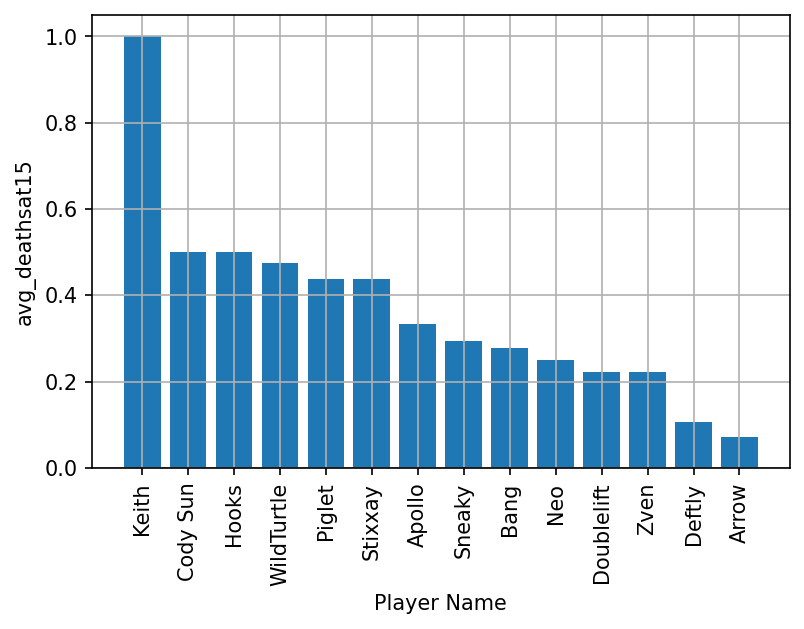 1.0
0.8
0.6
0.4
0.2
0.0
avg_deathsat15
Keith
Cody Sun
Hooks
WildTurtle
Piglet
Stixxay
Apollo
Sneaky
Bang
Neo
Doublelift
Zven
Deftly
Arrow
Player Name